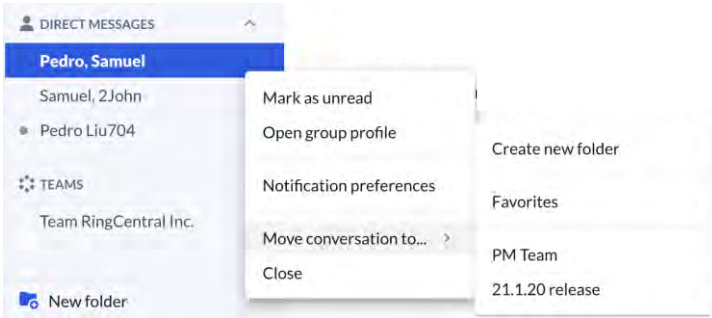 DIRECT MESSAGES
Pedro, Samuel
Samuel, 2John
Pedro Liu704
TEAMS
Team RingCentral Inc.
New folder
Mark as unread
Open group profile
Notification preferences
Move conversation to...
Close
Create new folder
Favorites
PM Team
21.1.20 release